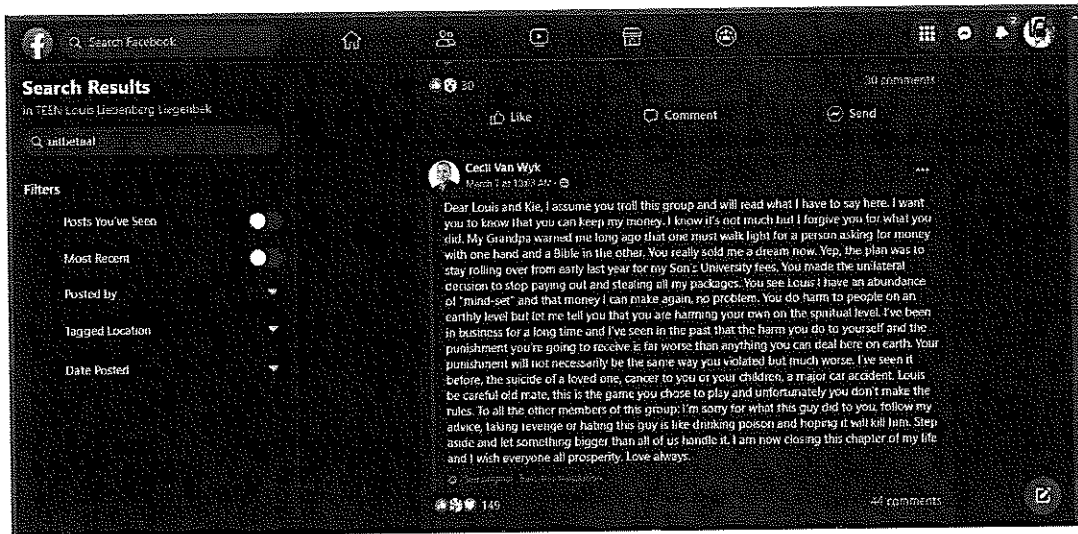 Search Facebook
2
Search Results
in TEEN Louis Liebenberg Liegenbek
uitbetaal
Filters
Posts You've Seen
Most Recent
Posted by
Tagged Location
Date Posted
30
30 comments
Like
Comment
Send
Cecil Van Wyk
March 7 at
Dear Louis and Kie, I assume you troll this group and will read what I have to say here. I want
you to know that you can keep my money. I know it's not much but I forgive you for what you
did. My Grandpa warned me long ago that one must walk light for a person asking for money
with one hand and a Bible in the other. You really sold me a dream now. Yep, the plan was to
stay rolling over from early last year for my Son's University fees. You made the unilateral
decision to stop paying out and stealing all my packages. You see Louis I have an abundance
of "mind-set" and that money I can make again, no problem. You do harm to people on an
earthly level but let me tell you that you are harming your own on the spiritual level. I've been
in business for a long time and I've seen in the past that the harm you do to yourself and the
punishment you're going to receive is far worse than anything you can deal here on earth. Your
punishment will not necessarily be the same way you violated but much worse. I've seen it
before, the suicide of a loved one, cancer to you or your children, a major car accident. Louis
be careful old mate, this is the game you chose to play and unfortunately you don't make the
rules. To all the other members of this group: I'm sorry for what this guy did to you, follow my
advice, taking revenge or hating this guy is like drinking poison and hoping it will kill him. Step
aside and let something bigger than all of us handle it. I am now closing this chapter of my life
and I wish everyone all prosperity. Love always.
149
44 comments